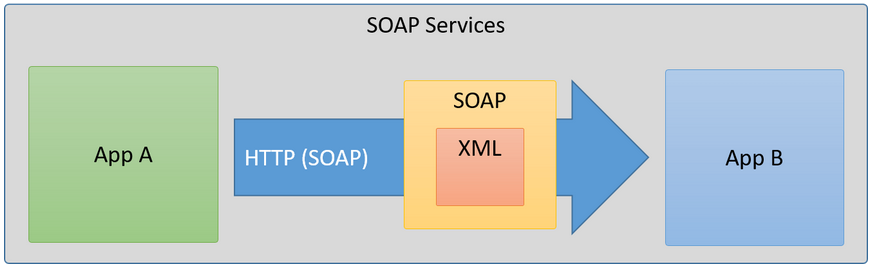 SOAP Services
App A
HTTP (SOAP)
SOAP
XML
App B